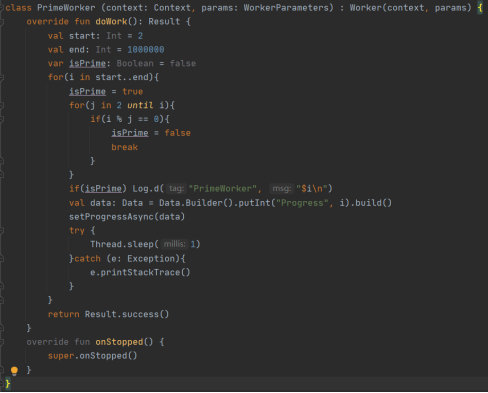 class PrimeWorker (context: Context, params: WorkerParameters) : Worker(context, params) {
override fun doWork(): Result {
val start: Int = 2
val end: Int = 1000000
var isPrime: Boolean = false
for(i in start..end){
isPrime = true
for(j in 2 until i){
if(i % j == 0){
isPrime = false
break
}
}
if(isPrime) Log.d( tag: "PrimeWorker", msg: "$i\n")
val data: Data = Data.Builder().putInt("Progress", i).build()
setProgressAsync(data)
try {
Thread.sleep( millis: 1)
}catch (e: Exception){
e.printStackTrace()
}
}
return Result.success()
}
override fun onStopped() {
super.onStopped()
}
}